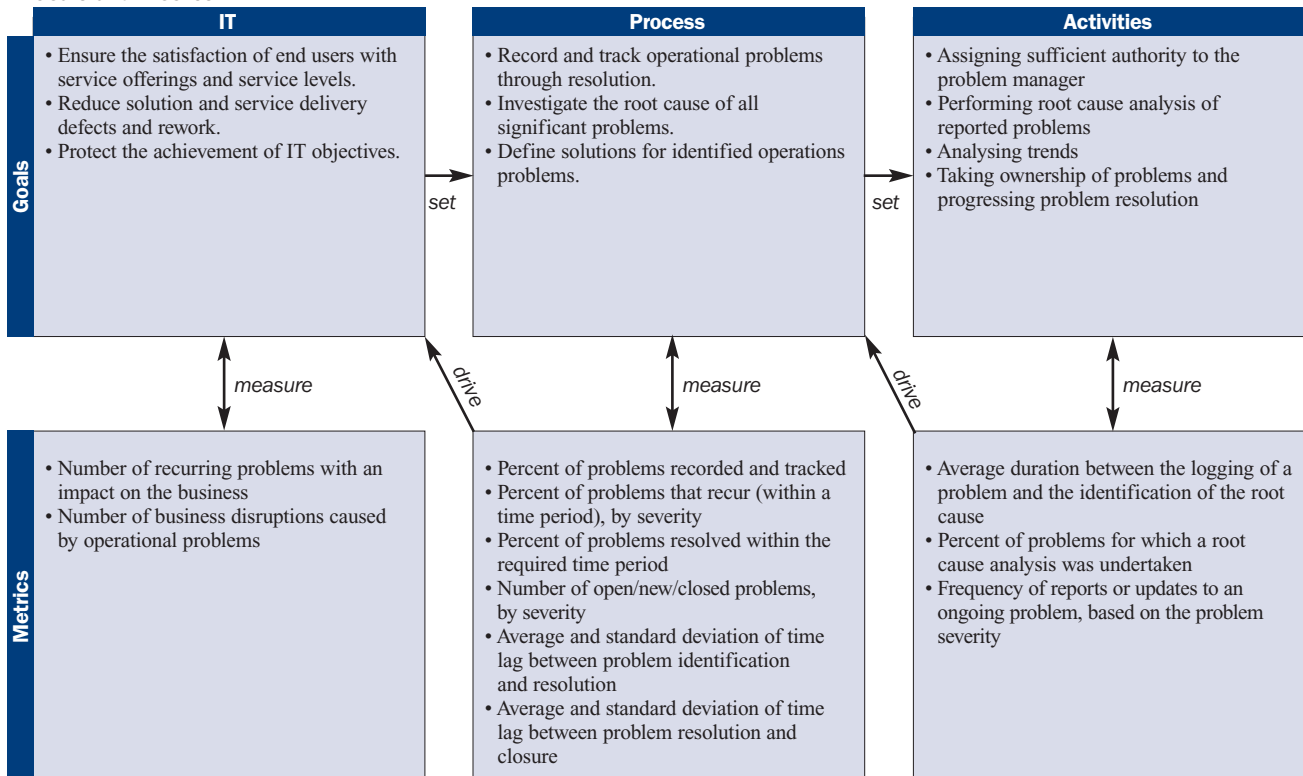 IT
Process
Activities
Goals
• Ensure the satisfaction of end users with
service offerings and service levels.
• Reduce solution and service delivery
defects and rework.
• Protect the achievement of IT objectives.
set
• Record and track operational problems
through resolution.
• Investigate the root cause of all
significant problems.
• Define solutions for identified operations
problems.
set
• Assigning sufficient authority to the
problem manager
• Performing root cause analysis of
reported problems
• Analysing trends
• Taking ownership of problems and
progressing problem resolution
measure
drive
measure
drive
measure
Metrics
• Number of recurring problems with an
impact on the business
• Number of business disruptions caused
by operational problems
• Percent of problems recorded and tracked
• Percent of problems that recur (within a
time period), by severity
• Percent of problems resolved within the
required time period
• Number of open/new/closed problems,
by severity
• Average and standard deviation of time
lag between problem identification
and resolution
• Average and standard deviation of time
lag between problem resolution and
closure
• Average duration between the logging of a
problem and the identification of the root
cause
• Percent of problems for which a root
cause analysis was undertaken
• Frequency of reports or updates to an
ongoing problem, based on the problem
severity